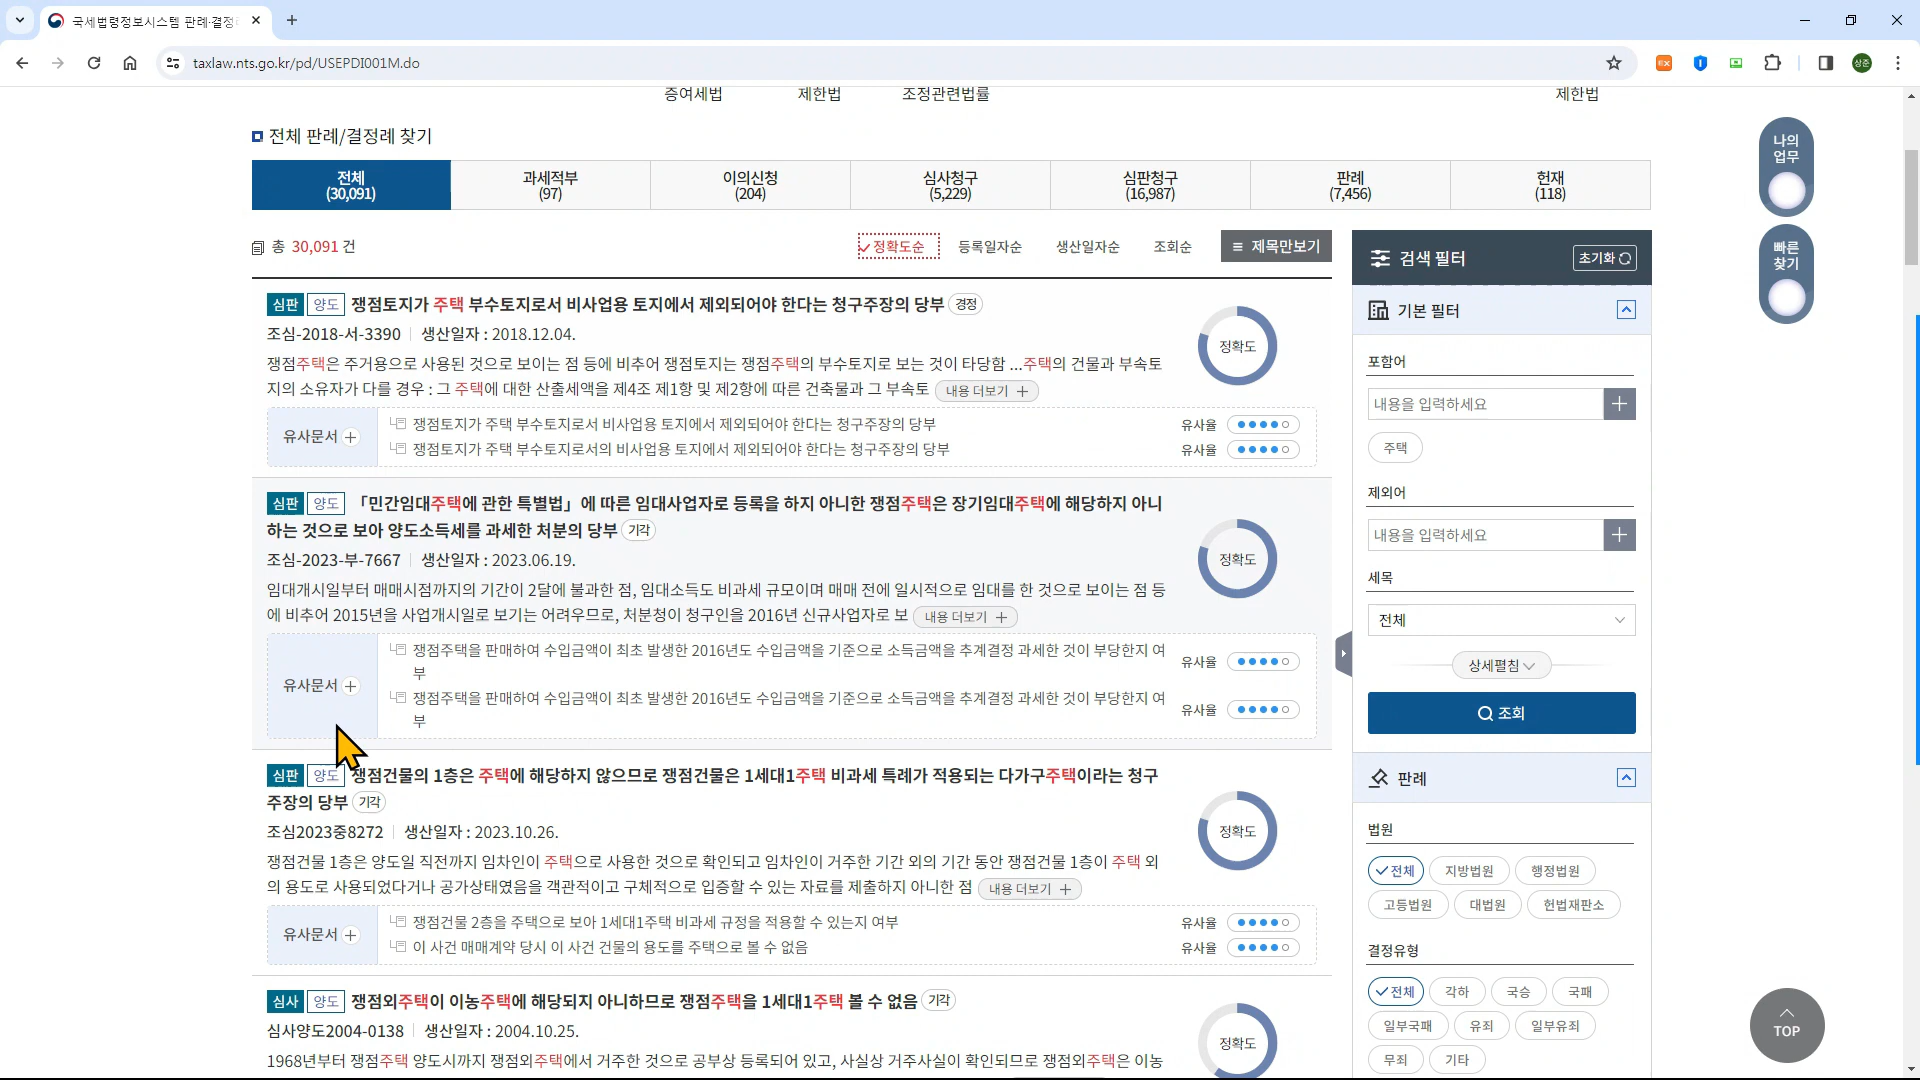 국세법령정보시스템 판례·결정
taxlaw.nts.go.kr/pd/USEPDI001M.do
상준
증여세법 제한법 조정관련법률 제한법
전체 판례/결정례 찾기
전체 (30,091)
과세적부 (97)
이의신청 (204)
심사청구 (5,229)
심판청구 (16,987)
판례 (7,456)
헌재 (118)
총 30,091 건
정확도순 등록일자순 생산일자순 조회순 제목만보기
심판 양도 쟁점토지가 주택 부수토지로서 비사업용 토지에서 제외되어야 한다는 청구주장의 당부 경정
조심-2018-서-3390 생산일자 : 2018.12.04.
쟁점주택은 주거용으로 사용된 것으로 보이는 점 등에 비추어 쟁점토지는 쟁점주택의 부수토지로 보는 것이 타당함 ...주택의 건물과 부속토
지의 소유자가 다를 경우 : 그 주택에 대한 산출세액을 제4조 제1항 및 제2항에 따른 건축물과 그 부속토 내용 더보기
정확도
유사문서
쟁점토지가 주택 부수토지로서 비사업용 토지에서 제외되어야 한다는 청구주장의 당부 유사율
쟁점토지가 주택 부수토지로서의 비사업용 토지에서 제외되어야 한다는 청구주장의 당부 유사율
심판 양도 「민간임대주택에 관한 특별법」에 따른 임대사업자로 등록을 하지 아니한 쟁점주택은 장기임대주택에 해당하지 아니
하는 것으로 보아 양도소득세를 과세한 처분의 당부 기각
조심-2023-부-7667 생산일자 : 2023.06.19.
임대개시일부터 매매시점까지의 기간이 2달에 불과한 점, 임대소득도 비과세 규모이며 매매 전에 일시적으로 임대를 한 것으로 보이는 점 등
에 비추어 2015년을 사업개시일로 보기는 어려우므로, 처분청이 청구인을 2016년 신규사업자로 보 내용 더보기
정확도
유사문서
쟁점주택을 판매하여 수입금액이 최초 발생한 2016년도 수입금액을 기준으로 소득금액을 추계결정 과세한 것이 부당한지 여
부
유사율
쟁점주택을 판매하여 수입금액이 최초 발생한 2016년도 수입금액을 기준으로 소득금액을 추계결정 과세한 것이 부당한지 여
부
유사율
심판 양도 쟁점건물의 1층은 주택에 해당하지 않으므로 쟁점건물은 1세대1주택 비과세 특례가 적용되는 다가구주택이라는 청구
주장의 당부 기각
조심2023중8272 생산일자 : 2023.10.26.
쟁점건물 1층은 양도일 직전까지 임차인이 주택으로 사용한 것으로 확인되고 임차인이 거주한 기간 외의 기간 동안 쟁점건물 1층이 주택 외
의 용도로 사용되었다거나 공가상태였음을 객관적이고 구체적으로 입증할 수 있는 자료를 제출하지 아니한 점 내용 더보기
정확도
유사문서
쟁점건물 2층을 주택으로 보아 1세대1주택 비과세 규정을 적용할 수 있는지 여부 유사율
이 사건 매매계약 당시 이 사건 건물의 용도를 주택으로 볼 수 없음 유사율
심사 양도 쟁점외주택이 이농주택에 해당되지 아니하므로 쟁점주택을 1세대1주택 볼 수 없음 기각
심사양도2004-0138 생산일자 : 2004.10.25.
1968년부터 쟁점주택 양도시까지 쟁점외주택에서 거주한 것으로 공부상 등록되어 있고, 사실상 거주사실이 확인되므로 쟁점외주택은 이농
정확도
검색 필터 초기화
기본 필터
포함어
내용을 입력하세요
주택
제외어
내용을 입력하세요
세목
전체
상세펼침
조회
판례
법원
전체 지방법원 행정법원
고등법원 대법원 헌법재판소
결정유형
전체 각하 국승 국패
일부국패 유죄 일부유죄
무죄 기타
나의
업무
빠른
찾기
TOP